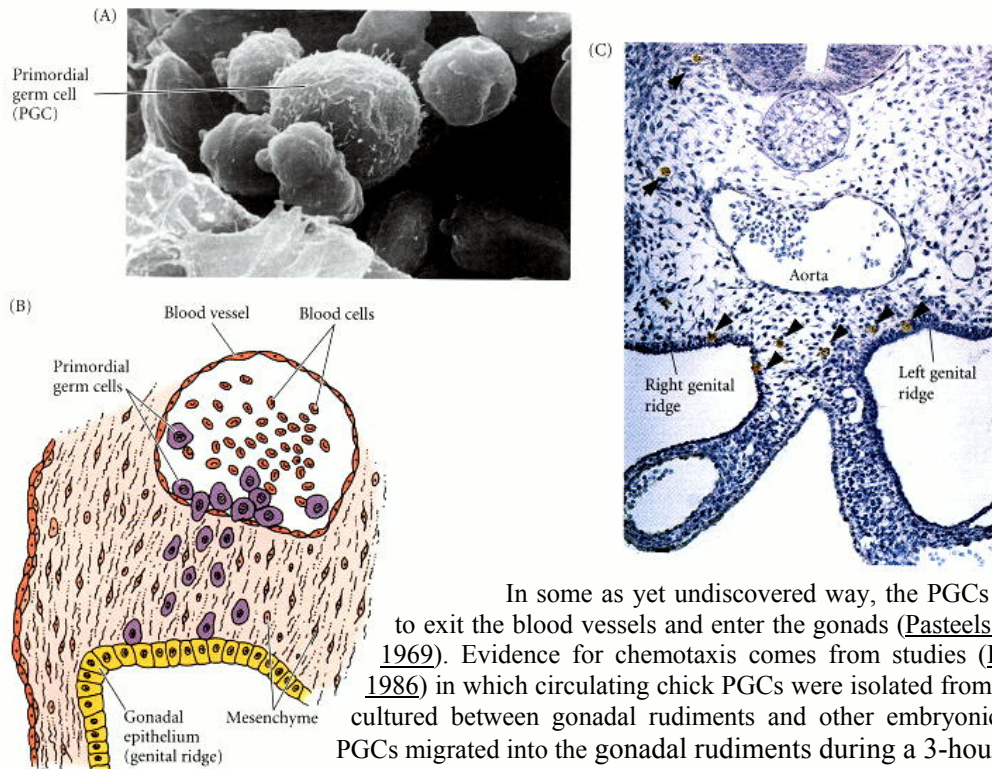 (A)
Primordial
germ cell
(PGC)
(C)
Aorta
Right genital
ridge
Left genital
ridge
(B)
Blood vessel
Blood cells
Primordial
germ cells
Gonadal
epithelium
(genital ridge)
Mesenchyme
In some as yet undiscovered way, the PGCs
to exit the blood vessels and enter the gonads (Pasteels
1969). Evidence for chemotaxis comes from studies (
1986) in which circulating chick PGCs were isolated from
cultured between gonadal rudiments and other embryonic
PGCs migrated into the gonadal rudiments during a 3-hou